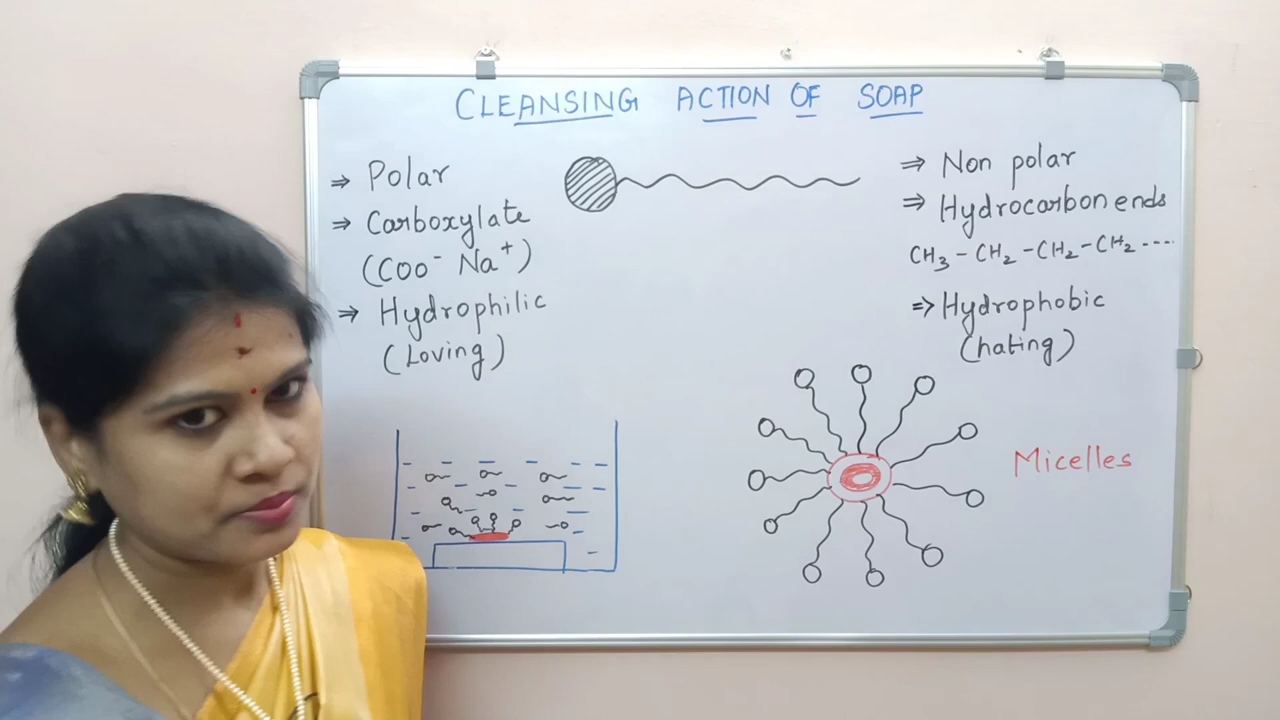 CLEANSING ACTION OF SOAP
⇒ Polar
⇒ Carboxylate
(COO⁻ Na⁺)
⇒ Hydrophilic
(Loving)
⇒ Non polar
⇒ Hydrocarbon ends
CH₃ - CH₂ - CH₂ - CH₂ ----
⇒ Hydrophobic
(hating)
Micelles